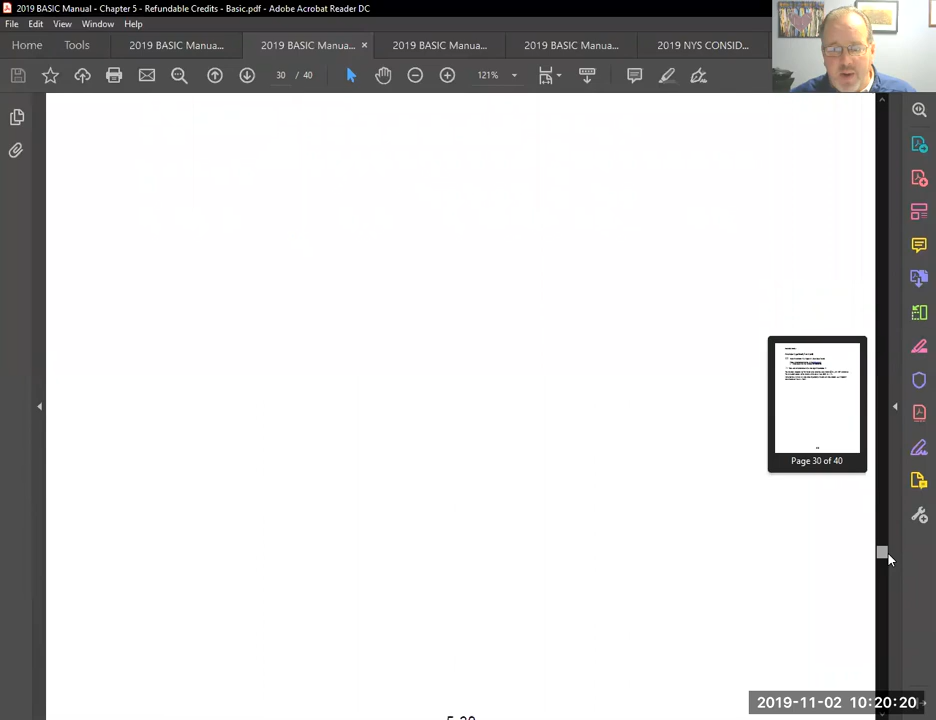 2019 BASIC Manual - Chapter 5 - Refundable Credits - Basic.pdf - Adobe Acrobat Reader DC
File Edit View Window Help
Home Tools 2019 BASIC Manua... 2019 BASIC Manua... × 2019 BASIC Manua... 2019 BASIC Manua... 2019 NYS CONSID...
30 / 40 121%
Page 30 of 40
2019-11-02 10:20:20